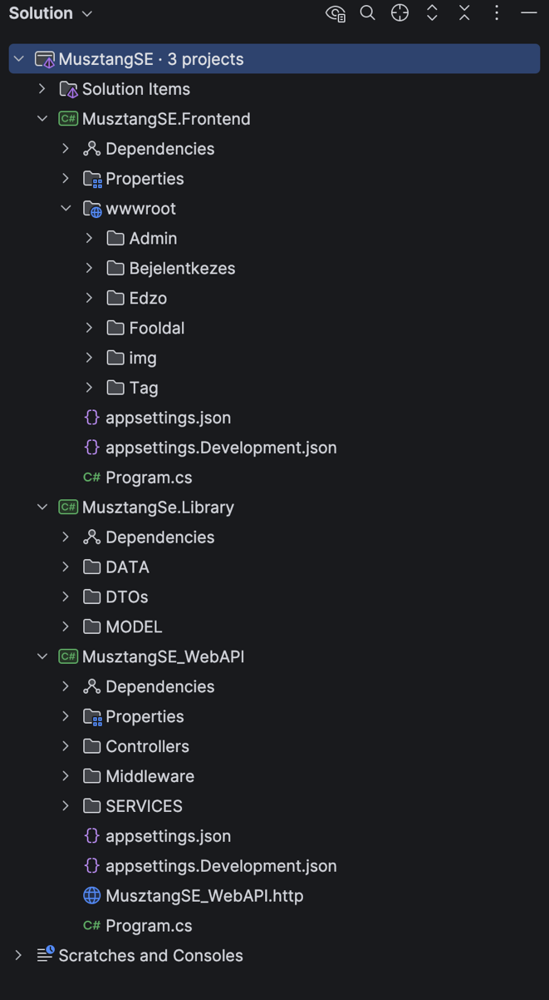 Solution
MusztangSE · 3 projects
Solution Items
C# MusztangSE.Frontend
Dependencies
Properties
wwwroot
Admin
Bejelentkezes
Edzo
Fooldal
img
Tag
{} appsettings.json
{} appsettings.Development.json
C# Program.cs
C# MusztangSe.Library
Dependencies
DATA
DTOs
MODEL
C# MusztangSE_WebAPI
Dependencies
Properties
Controllers
Middleware
SERVICES
{} appsettings.json
{} appsettings.Development.json
MusztangSE_WebAPI.http
C# Program.cs
Scratches and Consoles